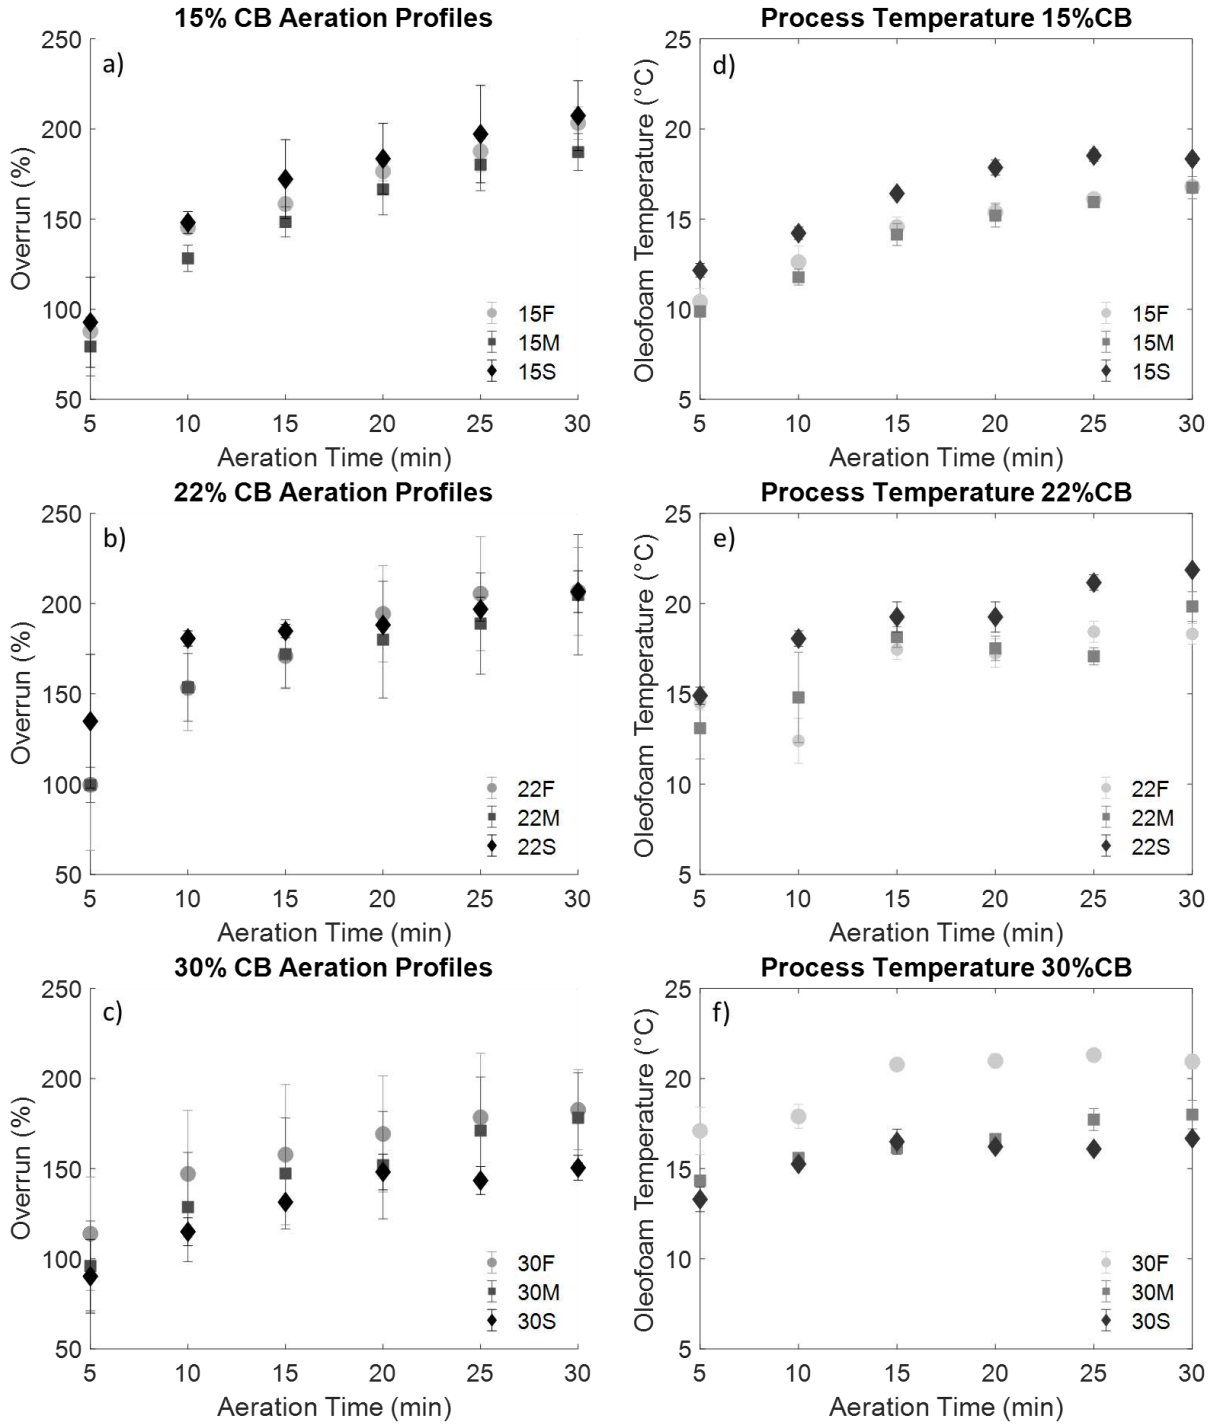 15% CB Aeration Profiles
a)
250
200
150
100
50
Overrun (%)
15F
15M
15S
5 10 15 20 25 30
Aeration Time (min)
Process Temperature 15%CB
d)
25
20
15
10
5
Oleofoam Temperature (°C)
15F
15M
15S
5 10 15 20 25 30
Aeration Time (min)
22% CB Aeration Profiles
b)
250
200
150
100
50
Overrun (%)
22F
22M
22S
5 10 15 20 25 30
Aeration Time (min)
Process Temperature 22%CB
e)
25
20
15
10
5
Oleofoam Temperature (°C)
22F
22M
22S
5 10 15 20 25 30
Aeration Time (min)
30% CB Aeration Profiles
c)
250
200
150
100
50
Overrun (%)
30F
30M
30S
5 10 15 20 25 30
Aeration Time (min)
Process Temperature 30%CB
f)
25
20
15
10
5
Oleofoam Temperature (°C)
30F
30M
30S
5 10 15 20 25 30
Aeration Time (min)